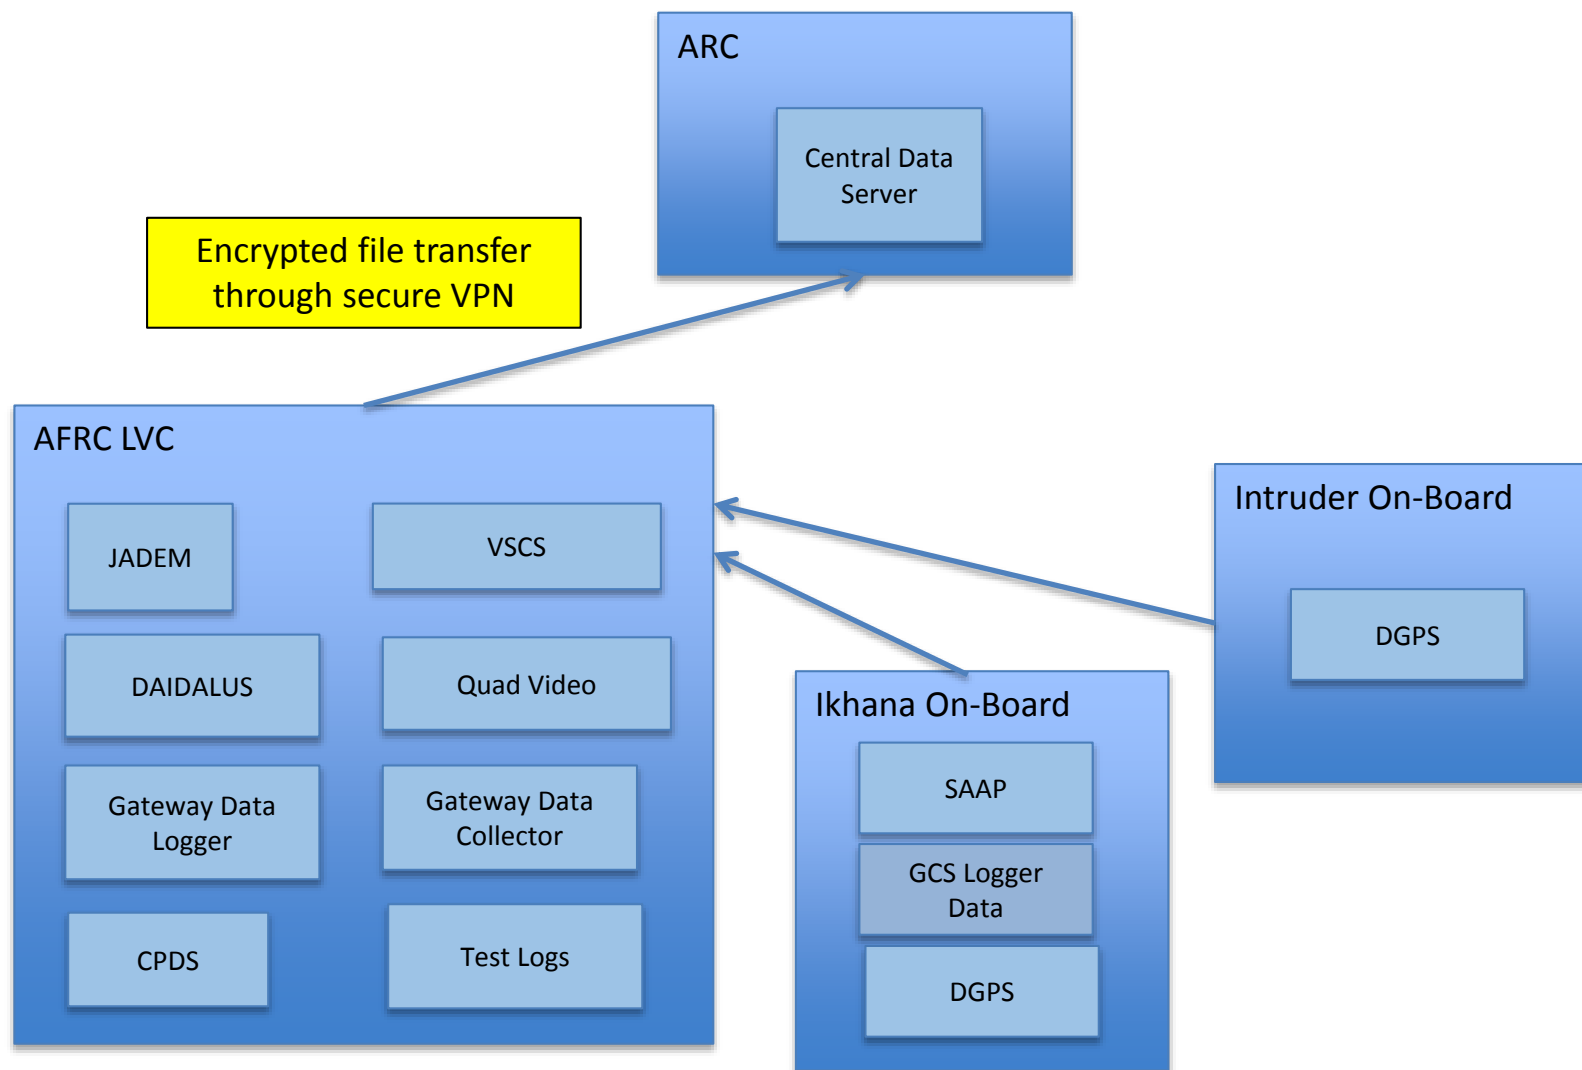 ARC
Central Data
Server
Encrypted file transfer
through secure VPN
AFRC LVC
JADEM
VSCS
DAIDALUS
Quad Video
Gateway Data
Logger
Gateway Data
Collector
CPDS
Test Logs
Ikhana On-Board
SAAP
GCS Logger
Data
DGPS
Intruder On-Board
DGPS